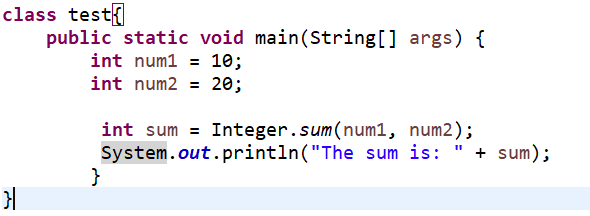 class test{
    public static void main(String[] args) {
        int num1 = 10;
        int num2 = 20;

         int sum = Integer.sum(num1, num2);
         System.out.println("The sum is: " + sum);
        }
}